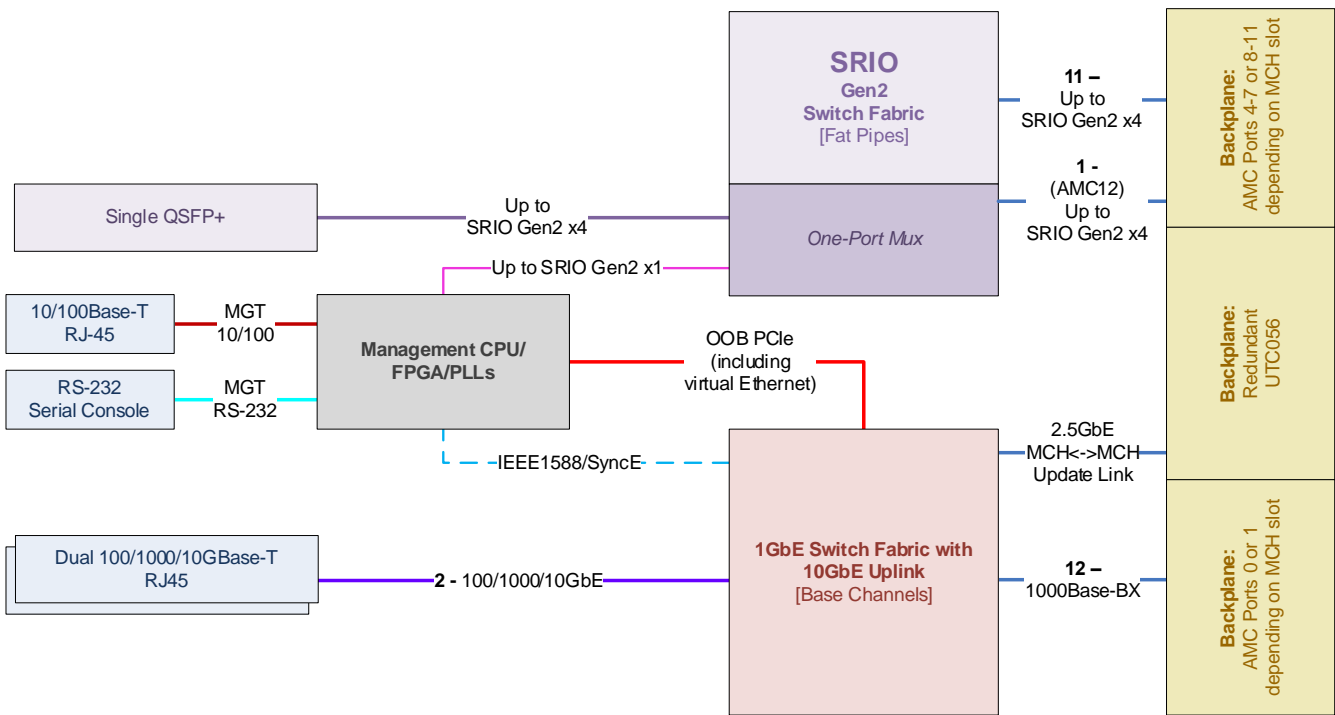 SRIO
Gen2
Switch Fabric
[Fat Pipes]
11 –
Up to
SRIO Gen2 x4
Backplane:
AMC Ports 4-7 or 8-11
depending on MCH slot
1 -
(AMC12)
Up to
SRIO Gen2 x4
Single QSFP+
Up to
SRIO Gen2 x4
One-Port Mux
Up to SRIO Gen2 x1
10/100Base-T
RJ-45
MGT
10/100
Management CPU/
FPGA/PLLs
OOB PCIe
(including
virtual Ethernet)
Backplane:
Redundant
UTC056
RS-232
Serial Console
MGT
RS-232
IEEE1588/SyncE
2.5GbE
MCH<->MCH
Update Link
Dual 100/1000/10GBase-T
RJ45
2 - 100/1000/10GbE
1GbE Switch Fabric with
10GbE Uplink
[Base Channels]
12 –
1000Base-BX
Backplane:
AMC Ports 0 or 1
depending on MCH slot